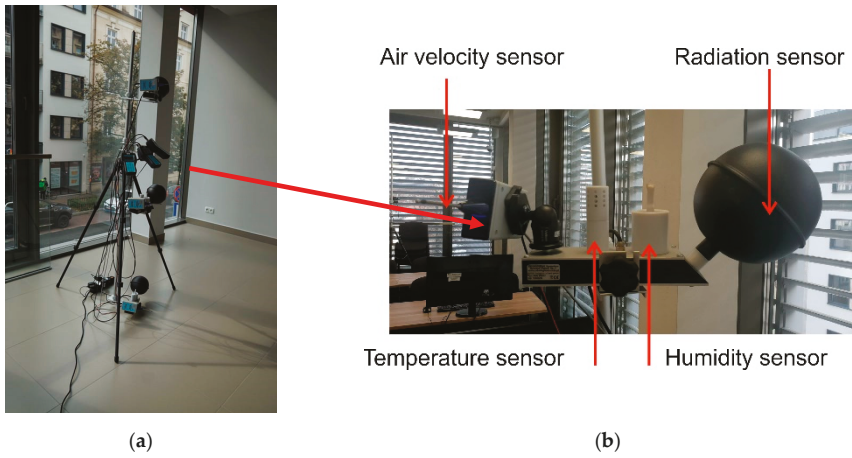 Air velocity sensor
Radiation sensor
Temperature sensor
Humidity sensor
(a)
(b)